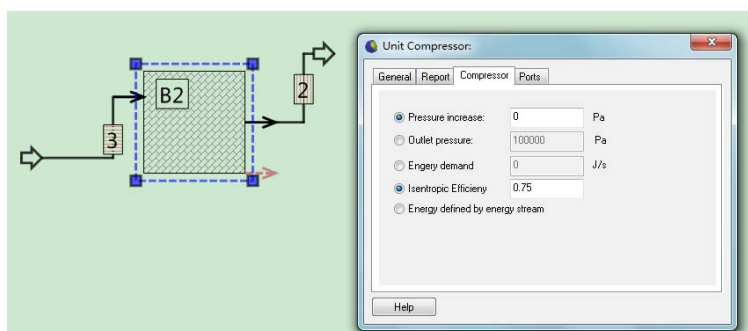 B2
2
3
Unit Compressor:
General Report Compressor Ports
Pressure increase: 0 Pa
Outlet pressure: 100000 Pa
Engery demand 0 J/s
Isentropic Efficieny 0.75
Energy defined by energy stream
Help